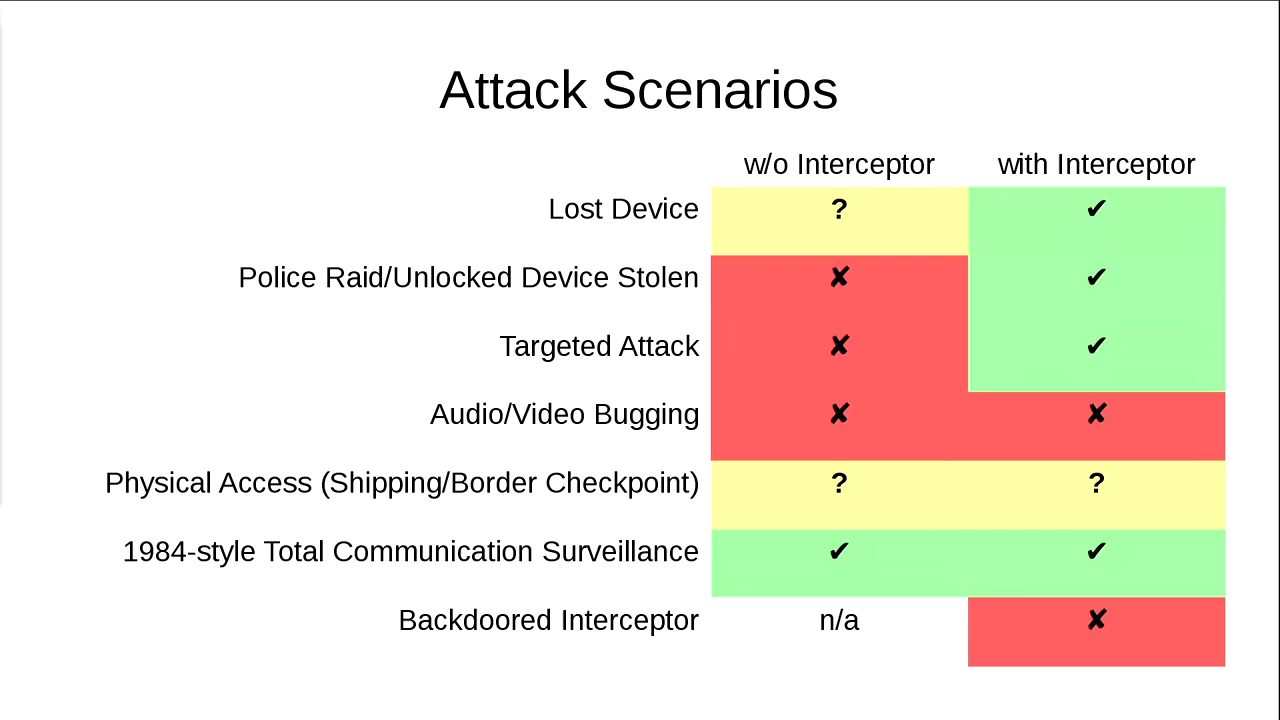 Attack Scenarios
w/o Interceptor with Interceptor
Lost Device ? ✔
Police Raid/Unlocked Device Stolen ✘ ✔
Targeted Attack ✘ ✔
Audio/Video Bugging ✘ ✘
Physical Access (Shipping/Border Checkpoint) ? ?
1984-style Total Communication Surveillance ✔ ✔
Backdoored Interceptor n/a ✘